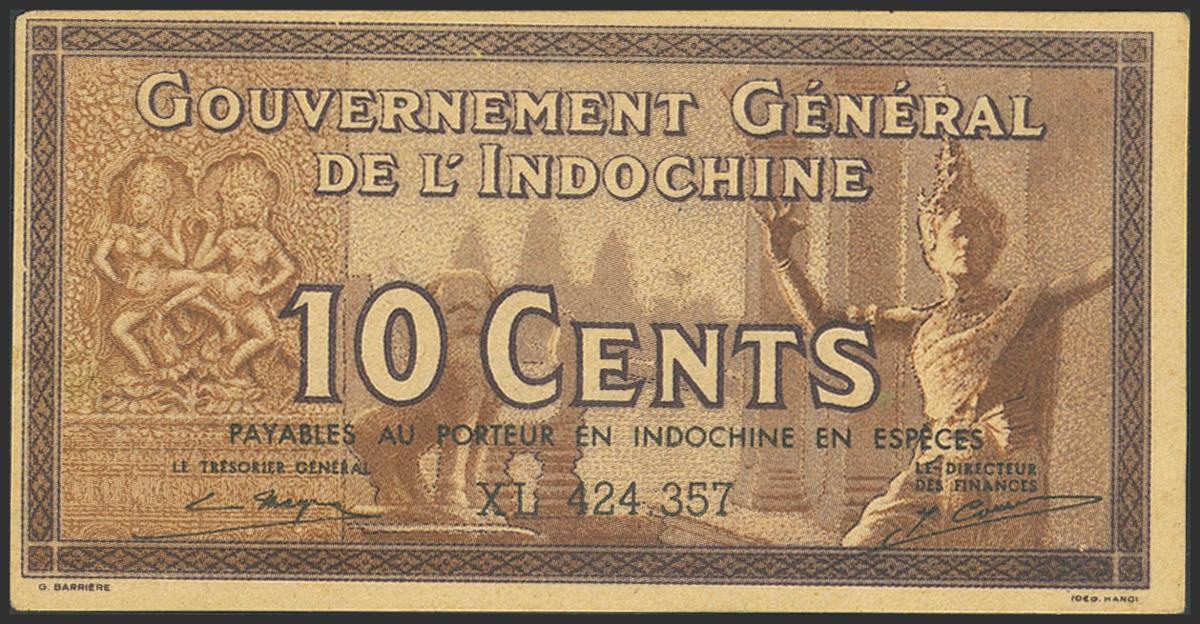 GOUVERNEMENT GÉNÉRAL
DE L'INDOCHINE
10 CENTS
PAYABLES AU PORTEUR EN INDOCHINE EN ESPÈCES
LE TRÉSORIER GÉNÉRAL
LE DIRECTEUR
DES FINANCES
XL 424.357
G. BARRIÈRE
IDÉO. HANOI